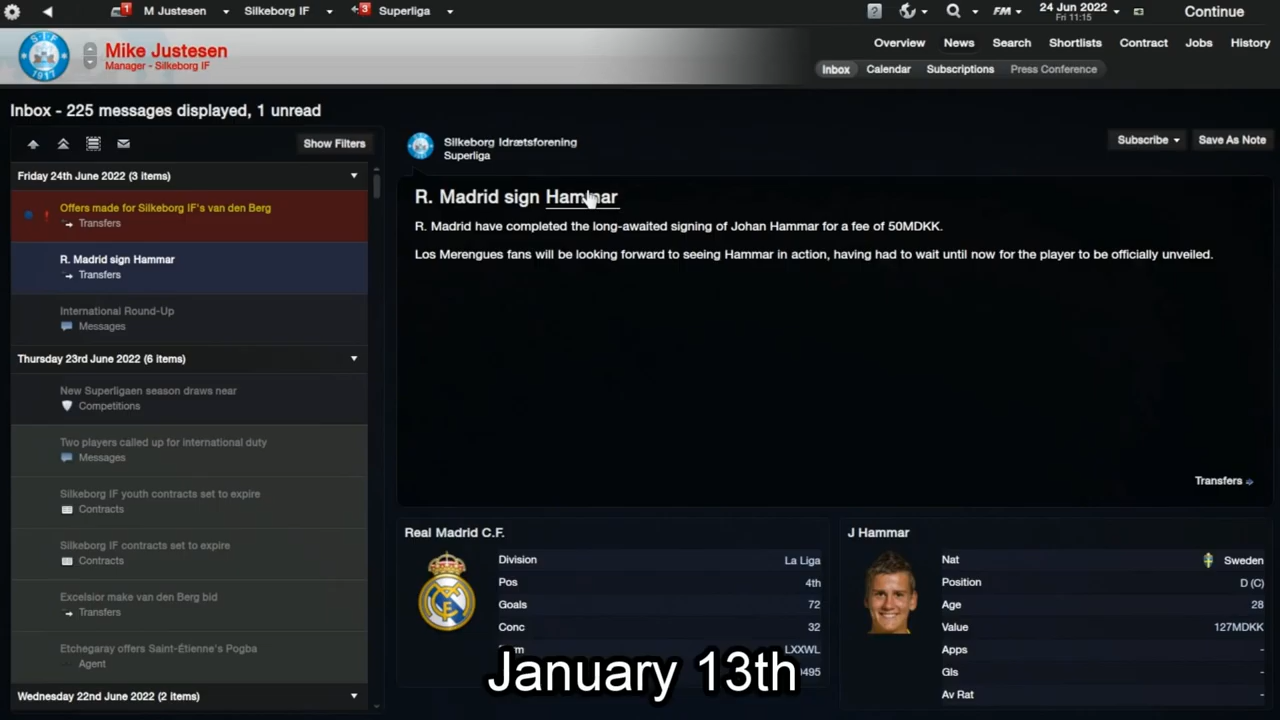 1 M Justesen Silkeborg IF 3 Superliga ? FM 24 Jun 2022 Continue
Fri 11:15
S.I.F
1917
Mike Justesen
Manager - Silkeborg IF
Overview News Search Shortlists Contract Jobs History
Inbox Calendar Subscriptions Press Conference
Inbox - 225 messages displayed, 1 unread
Show Filters
Friday 24th June 2022 (3 items)
Offers made for Silkeborg IF's van den Berg
Transfers
R. Madrid sign Hammar
Transfers
International Round-Up
Messages
Thursday 23rd June 2022 (6 items)
New Superligaen season draws near
Competitions
Two players called up for international duty
Messages
Silkeborg IF youth contracts set to expire
Contracts
Silkeborg IF contracts set to expire
Contracts
Excelsior make van den Berg bid
Transfers
Etchegaray offers Saint-Étienne's Pogba
Agent
Wednesday 22nd June 2022 (2 items)
Silkeborg Idrætsforening
Superliga
Subscribe Save As Note
R. Madrid sign Hammar
R. Madrid have completed the long-awaited signing of Johan Hammar for a fee of 50MDKK.
Los Merengues fans will be looking forward to seeing Hammar in action, having had to wait until now for the player to be officially unveiled.
Transfers
Real Madrid C.F.
Division La Liga
Pos 4th
Goals 72
Conc 32
LXXWL
495
J Hammar
Nat Sweden
Position D (C)
Age 28
Value 127MDKK
Apps -
Gls -
Av Rat -
January 13th